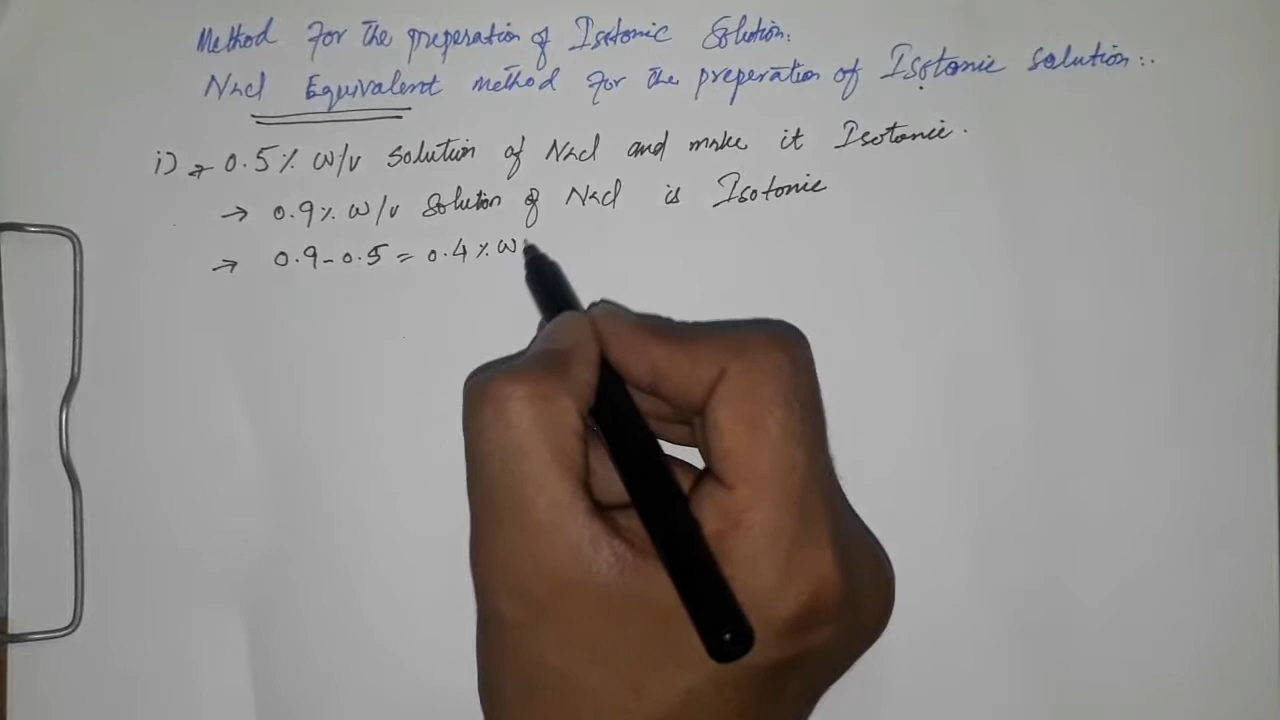 Method for the preperation of Isotonic Solution.
Nacl Equivalent method for the preperation of Isotonic solution :.
i) → 0.5% w/v solution of Nacl and make it Isotonic.
→ 0.9% w/v Solution of Nacl is Isotonic
→ 0.9-0.5 = 0.4% w